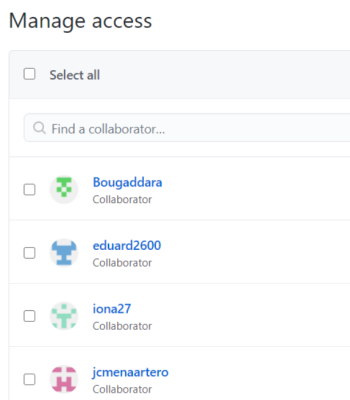 Manage access
Select all
Find a collaborator...
Bougaddara
Collaborator
eduard2600
Collaborator
iona27
Collaborator
jcmenaartero
Collaborator